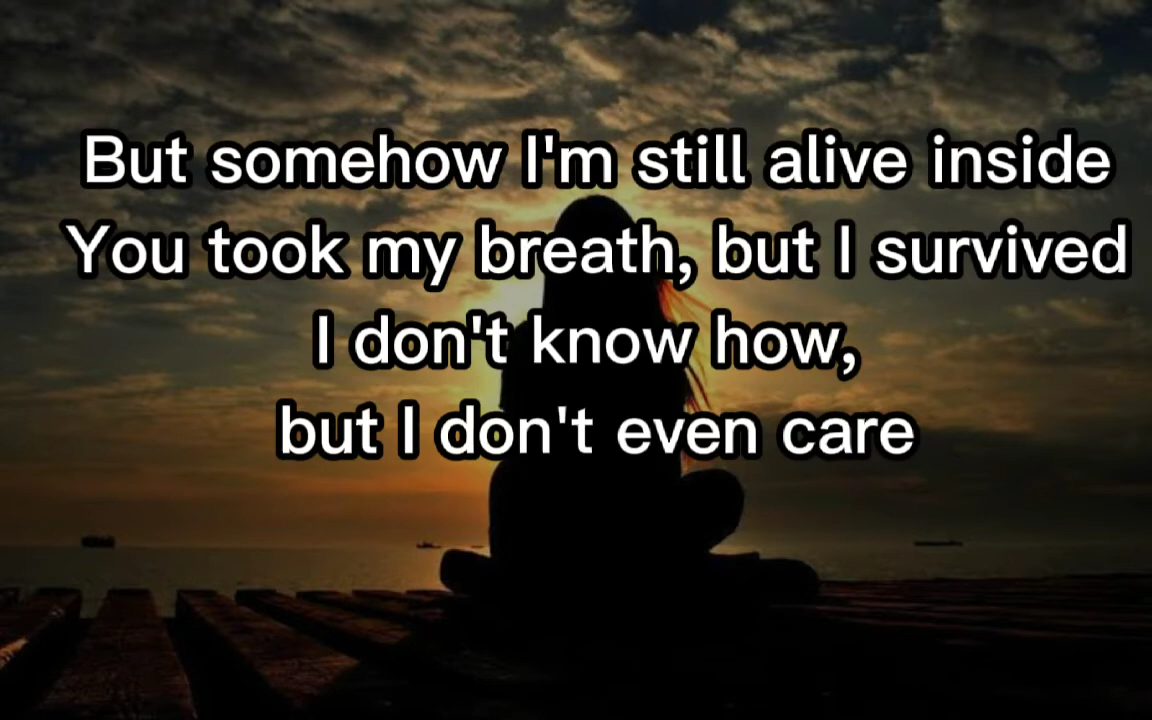 But somehow I'm still alive inside
You took my breath, but I survived
I don't know how,
but I don't even care